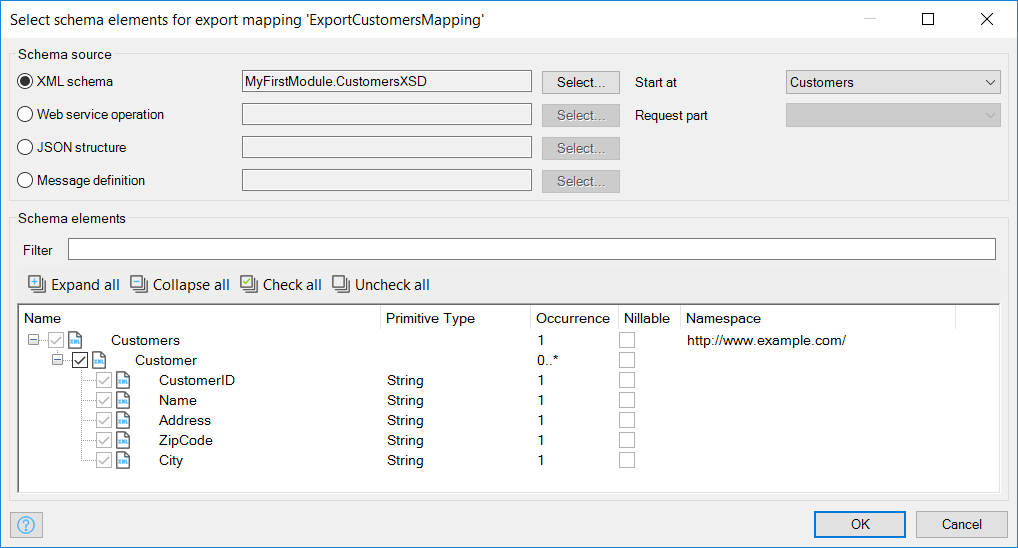 Select schema elements for export mapping 'ExportCustomersMapping'
Schema source
XML schema MyFirstModule.CustomersXSD Select... Start at Customers
Web service operation Select... Request part
JSON structure Select...
Message definition Select...
Schema elements
Filter
Expand all Collapse all Check all Uncheck all
Name Primitive Type Occurrence Nillable Namespace
Customers 1 http://www.example.com/
Customer 0..*
CustomerID String 1
Name String 1
Address String 1
ZipCode String 1
City String 1
? OK Cancel